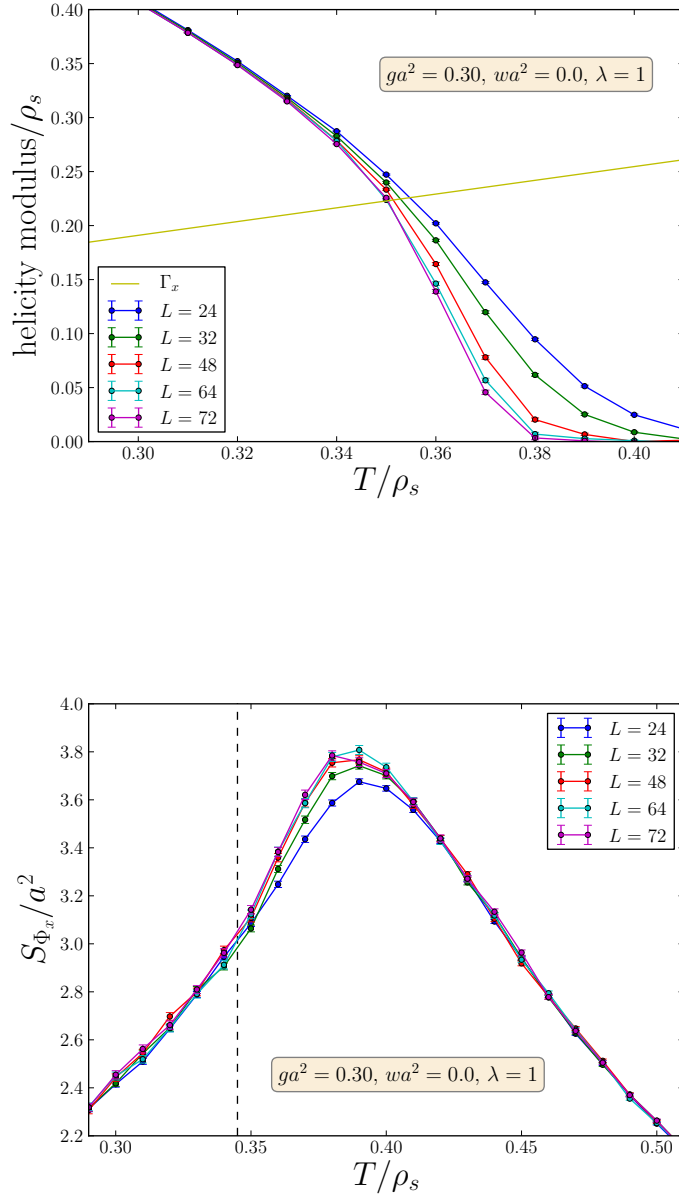 0.40
0.35
0.30
0.25
0.20
0.15
0.10
0.05
0.00
helicity modulus/ρ_s
ga² = 0.30, wa² = 0.0, λ = 1
Γ_x
L = 24
L = 32
L = 48
L = 64
L = 72
0.30 0.32 0.34 0.36 0.38 0.40
T/ρ_s
4.0
3.8
3.6
3.4
3.2
3.0
2.8
2.6
2.4
2.2
S_{Φ_x}/a²
L = 24
L = 32
L = 48
L = 64
L = 72
ga² = 0.30, wa² = 0.0, λ = 1
0.30 0.35 0.40 0.45 0.50
T/ρ_s